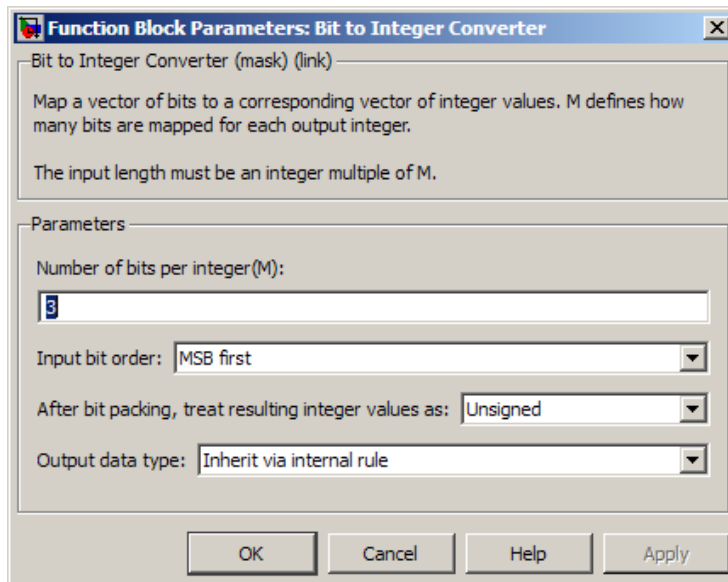 Function Block Parameters: Bit to Integer Converter
Bit to Integer Converter (mask) (link)
Map a vector of bits to a corresponding vector of integer values. M defines how
many bits are mapped for each output integer.
The input length must be an integer multiple of M.
Parameters
Number of bits per integer(M):
3
Input bit order: MSB first
After bit packing, treat resulting integer values as: Unsigned
Output data type: Inherit via internal rule
OK Cancel Help Apply